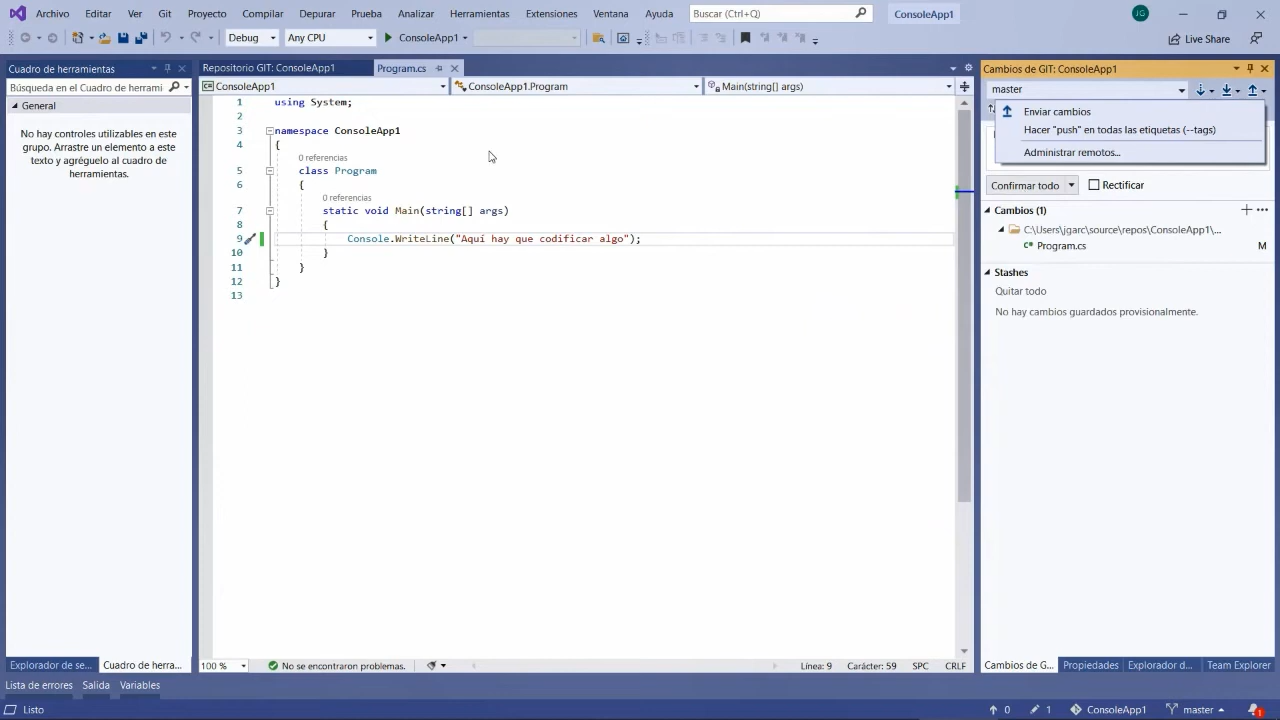 Archivo Editar Ver Git Proyecto Compilar Depurar Prueba Analizar Herramientas Extensiones Ventana Ayuda Buscar (Ctrl+Q) ConsoleApp1 JG
Debug Any CPU ConsoleApp1 Live Share
Cuadro de herramientas
Búsqueda en el Cuadro de herrami
General
No hay controles utilizables en este
grupo. Arrastre un elemento a este
texto y agréguelo al cuadro de
herramientas.
Repositorio GIT: ConsoleApp1 Program.cs
ConsoleApp1 ConsoleApp1.Program Main(string[] args)
1 using System;
2
3 namespace ConsoleApp1
4 {
0 referencias
5 class Program
6 {
0 referencias
7 static void Main(string[] args)
8 {
9 Console.WriteLine("Aquí hay que codificar algo");
10 }
11 }
12 }
13
Cambios de GIT: ConsoleApp1
master
Enviar cambios
Hacer "push" en todas las etiquetas (--tags)
Administrar remotos...
Confirmar todo Rectificar
Cambios (1)
C:\Users\jgarc\source\repos\ConsoleApp1\...
Program.cs M
Stashes
Quitar todo
No hay cambios guardados provisionalmente.
Explorador de se... Cuadro de herra...
100 % No se encontraron problemas. Línea: 9 Carácter: 59 SPC CRLF
Cambios de G... Propiedades Explorador d... Team Explorer
Lista de errores Salida Variables
Listo 0 1 ConsoleApp1 master 1